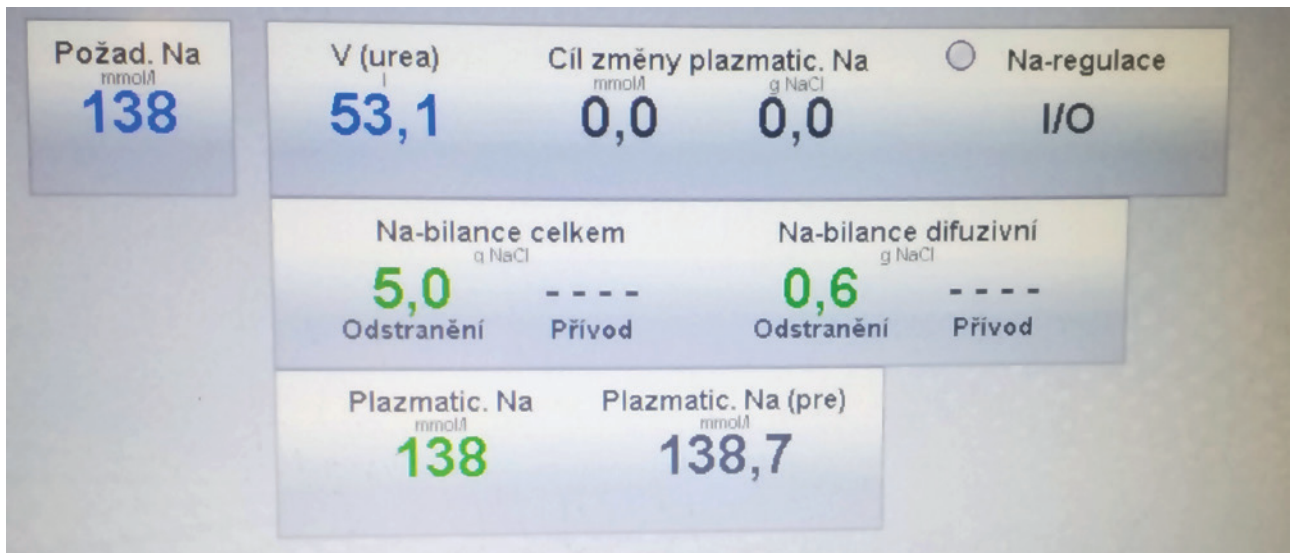 Požad. Na
mmol/l
138
V (urea)
l
53,1
Cíl změny plazmatic. Na
mmol/l g NaCl
0,0 0,0
Na-regulace
I/O
Na-bilance celkem
g NaCl
5,0 ----
Odstranění Přívod
Na-bilance difuzivní
g NaCl
0,6 ----
Odstranění Přívod
Plazmatic. Na
mmol/l
138
Plazmatic. Na (pre)
mmol/l
138,7